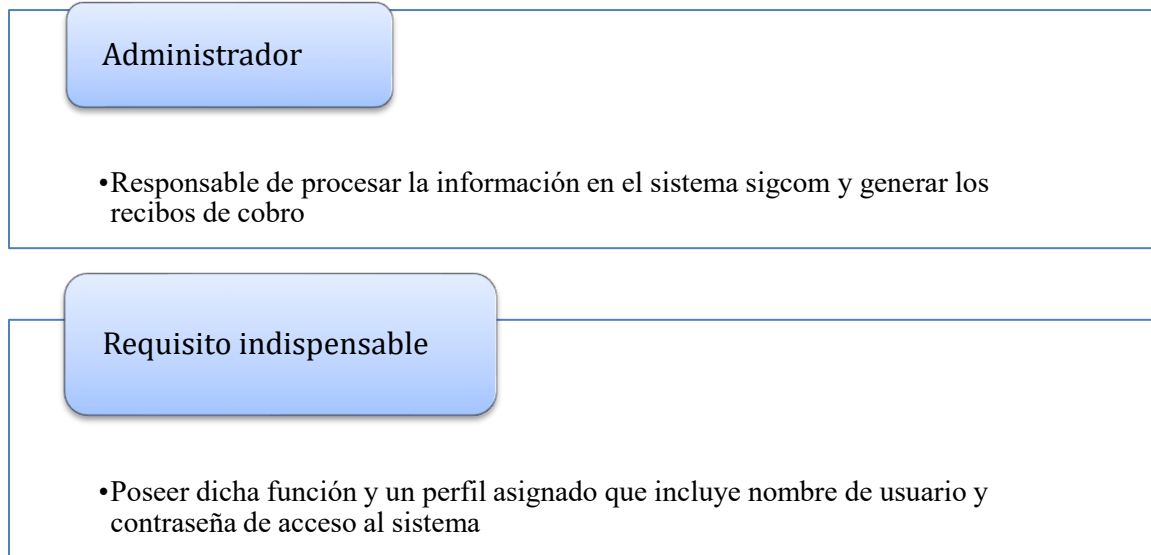 Administrador
•Responsable de procesar la información en el sistema sigcom y generar los
recibos de cobro
Requisito indispensable
•Poseer dicha función y un perfil asignado que incluye nombre de usuario y
contraseña de acceso al sistema